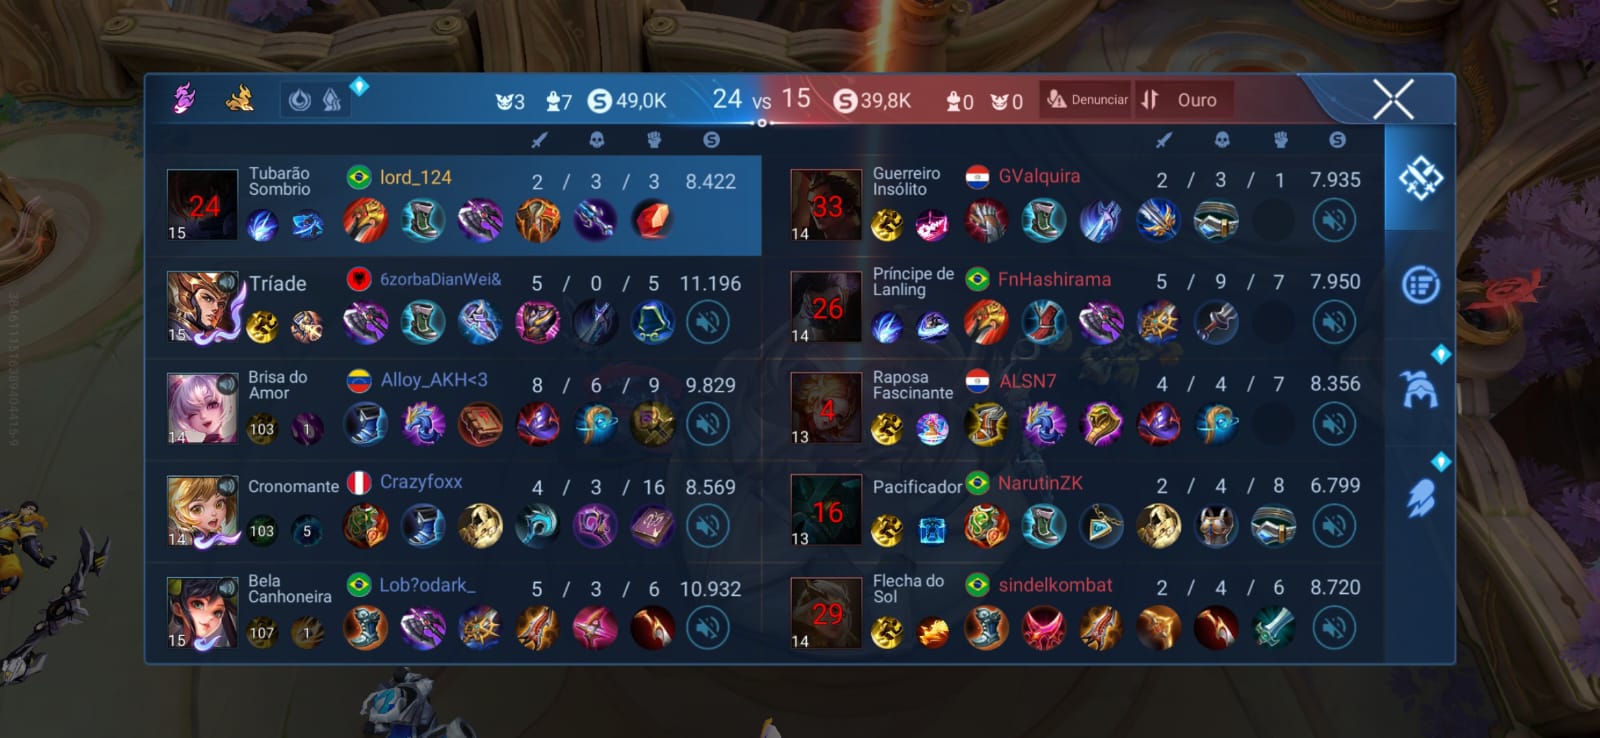 3 7 49,0K 24 vs 15 39,8K 0 0 Denunciar Ouro
24 15 Tubarão Sombrio lord_124 2 / 3 / 3 8.422
33 14 Guerreiro Insólito GValquira 2 / 3 / 1 7.935
15 Tríade 6zorbaDianWei& 5 / 0 / 5 11.196
26 14 Príncipe de Lanling FnHashirama 5 / 9 / 7 7.950
14 Brisa do Amor Alloy_AKH<3 8 / 6 / 9 9.829
103 1
4 13 Raposa Fascinante ALSN7 4 / 4 / 7 8.356
14 Cronomante Crazyfoxx 4 / 3 / 16 8.569
103 5
16 13 Pacificador NarutinZK 2 / 4 / 8 6.799
15 Bela Canhoneira Lob?odark_ 5 / 3 / 6 10.932
107 1
29 14 Flecha do Sol sindelkombat 2 / 4 / 6 8.720